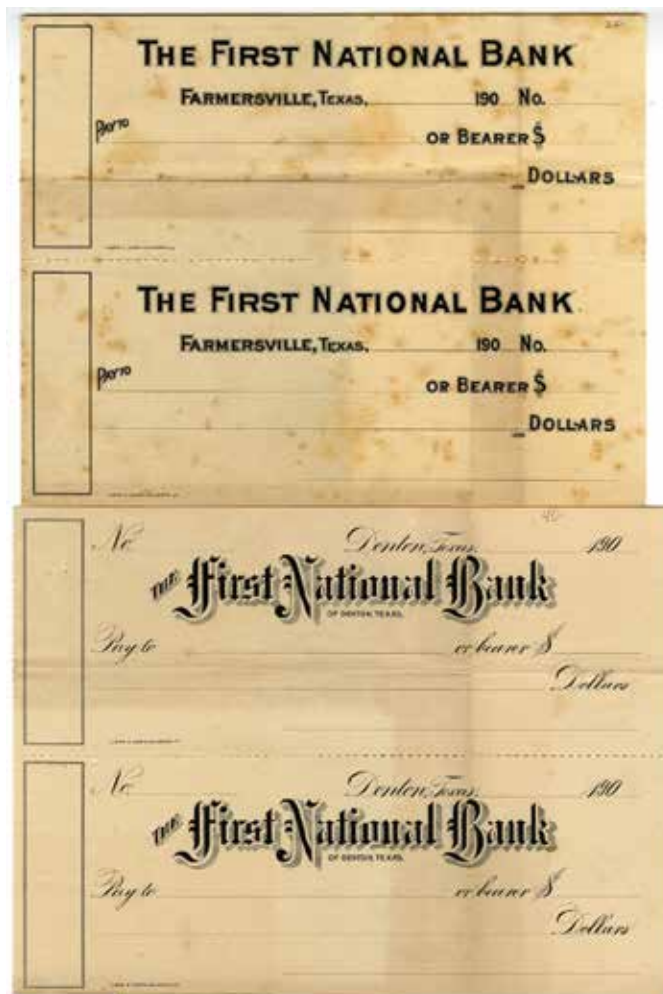 THE FIRST NATIONAL BANK
FARMERSVILLE, TEXAS, 190 NO.
PAY TO
OR BEARER $
DOLLARS
THE FIRST NATIONAL BANK
FARMERSVILLE, TEXAS, 190 NO.
PAY TO
OR BEARER $
DOLLARS
No. Denton, Texas, 190
THE First National Bank
OF DENTON, TEXAS.
Pay to or bearer $
Dollars
No. Denton, Texas, 190
THE First National Bank
OF DENTON, TEXAS.
Pay to or bearer $
Dollars